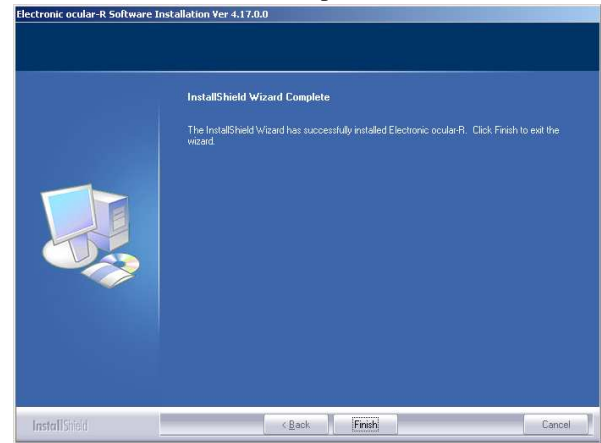 Electronic ocular-R Software Installation Ver 4.17.0.0
InstallShield Wizard Complete
The InstallShield Wizard has successfully installed Electronic ocular-R. Click Finish to exit the
wizard.
InstallShield
< Back
Finish
Cancel